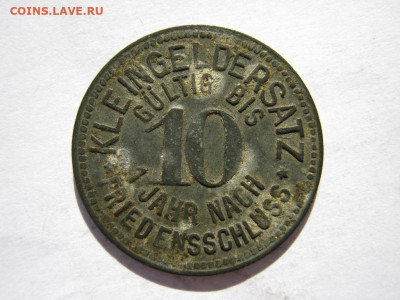 COINS.LAVE.RU
KLEINGELDERSATZ
GÜLTIG BIS
10
1 JAHR NACH
* FRIEDENSSCHLUSS *